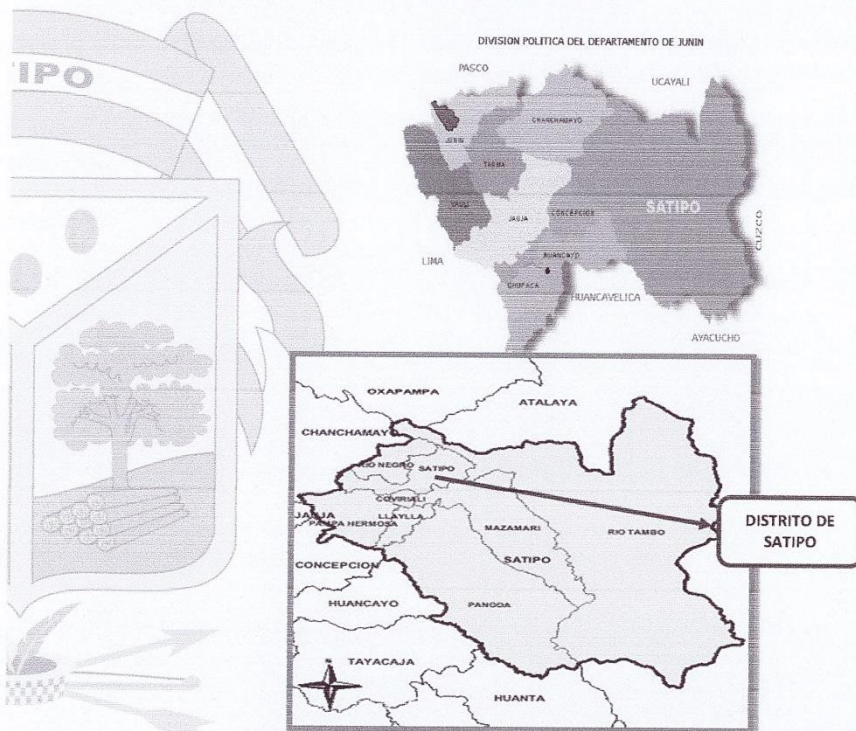 TIPO
DIVISION POLITICA DEL DEPARTAMENTO DE JUNIN
PASCO
UCAYALI
CHANCHAMAYO
JUNIN
TARMA
YAULI
JAUJA
CONCEPCION
SATIPO
CUZCO
LIMA
HUANCAYO
CHUPACA
HUANCAVELICA
AYACUCHO
OXAPAMPA
ATALAYA
CHANCHAMAYO
RIO NEGRO
SATIPO
COVIRIALI
LLAYLLA
JAUJA
PAMPA HERMOSA
MAZAMARI
RIO TAMBO
DISTRITO DE
SATIPO
SATIPO
CONCEPCION
HUANCAYO
PANGOA
TAYACAJA
N
HUANTA